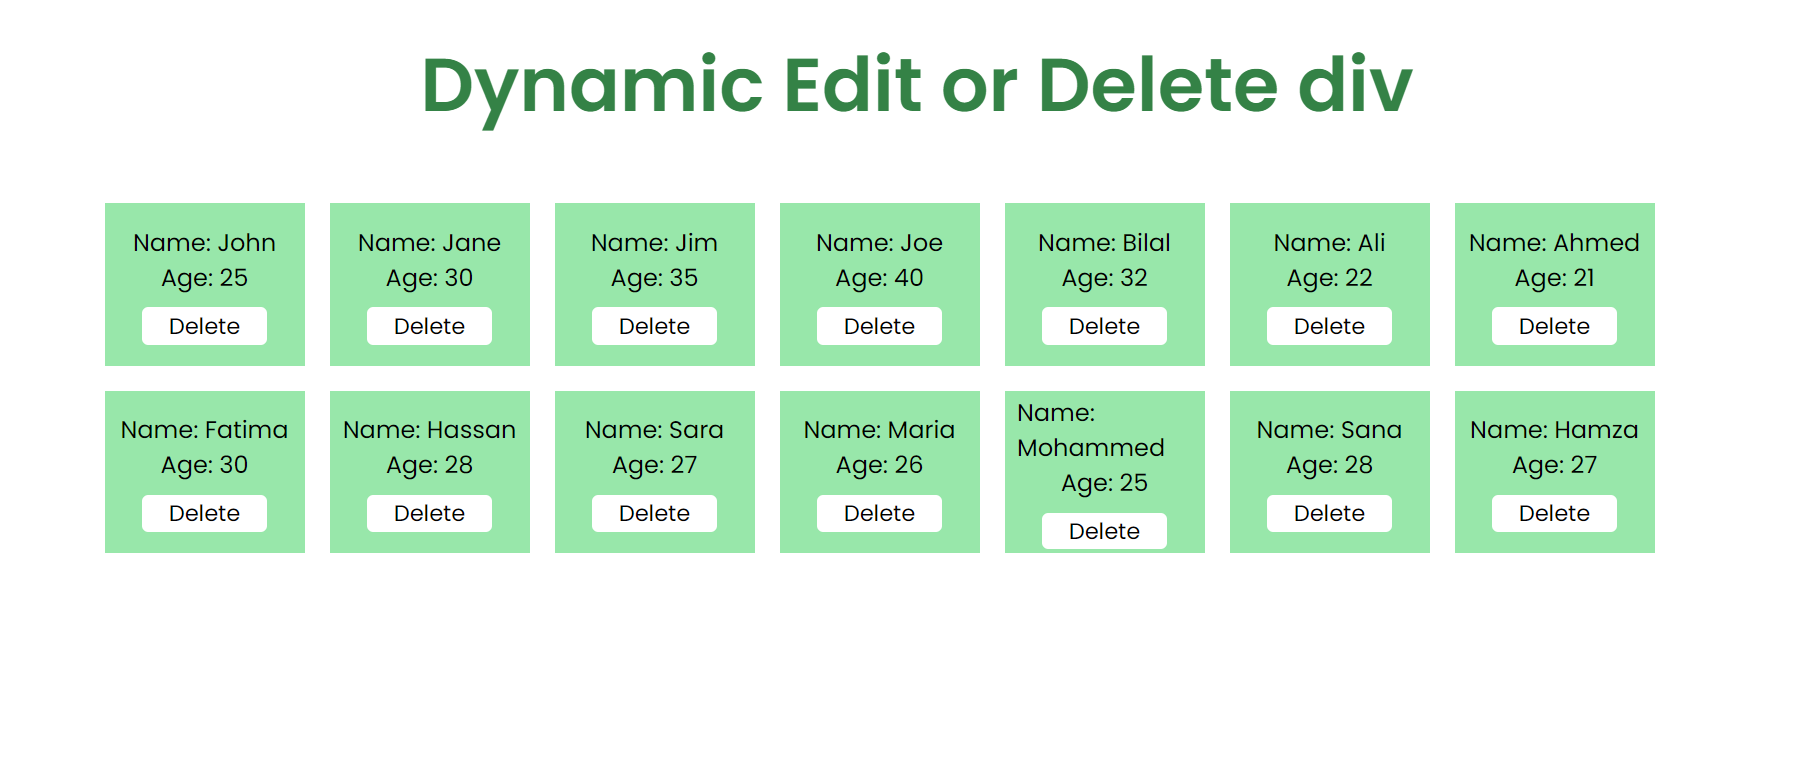 Dynamic Edit or Delete div
Name: John
Age: 25
Delete
Name: Jane
Age: 30
Delete
Name: Jim
Age: 35
Delete
Name: Joe
Age: 40
Delete
Name: Bilal
Age: 32
Delete
Name: Ali
Age: 22
Delete
Name: Ahmed
Age: 21
Delete
Name: Fatima
Age: 30
Delete
Name: Hassan
Age: 28
Delete
Name: Sara
Age: 27
Delete
Name: Maria
Age: 26
Delete
Name:
Mohammed
Age: 25
Delete
Name: Sana
Age: 28
Delete
Name: Hamza
Age: 27
Delete